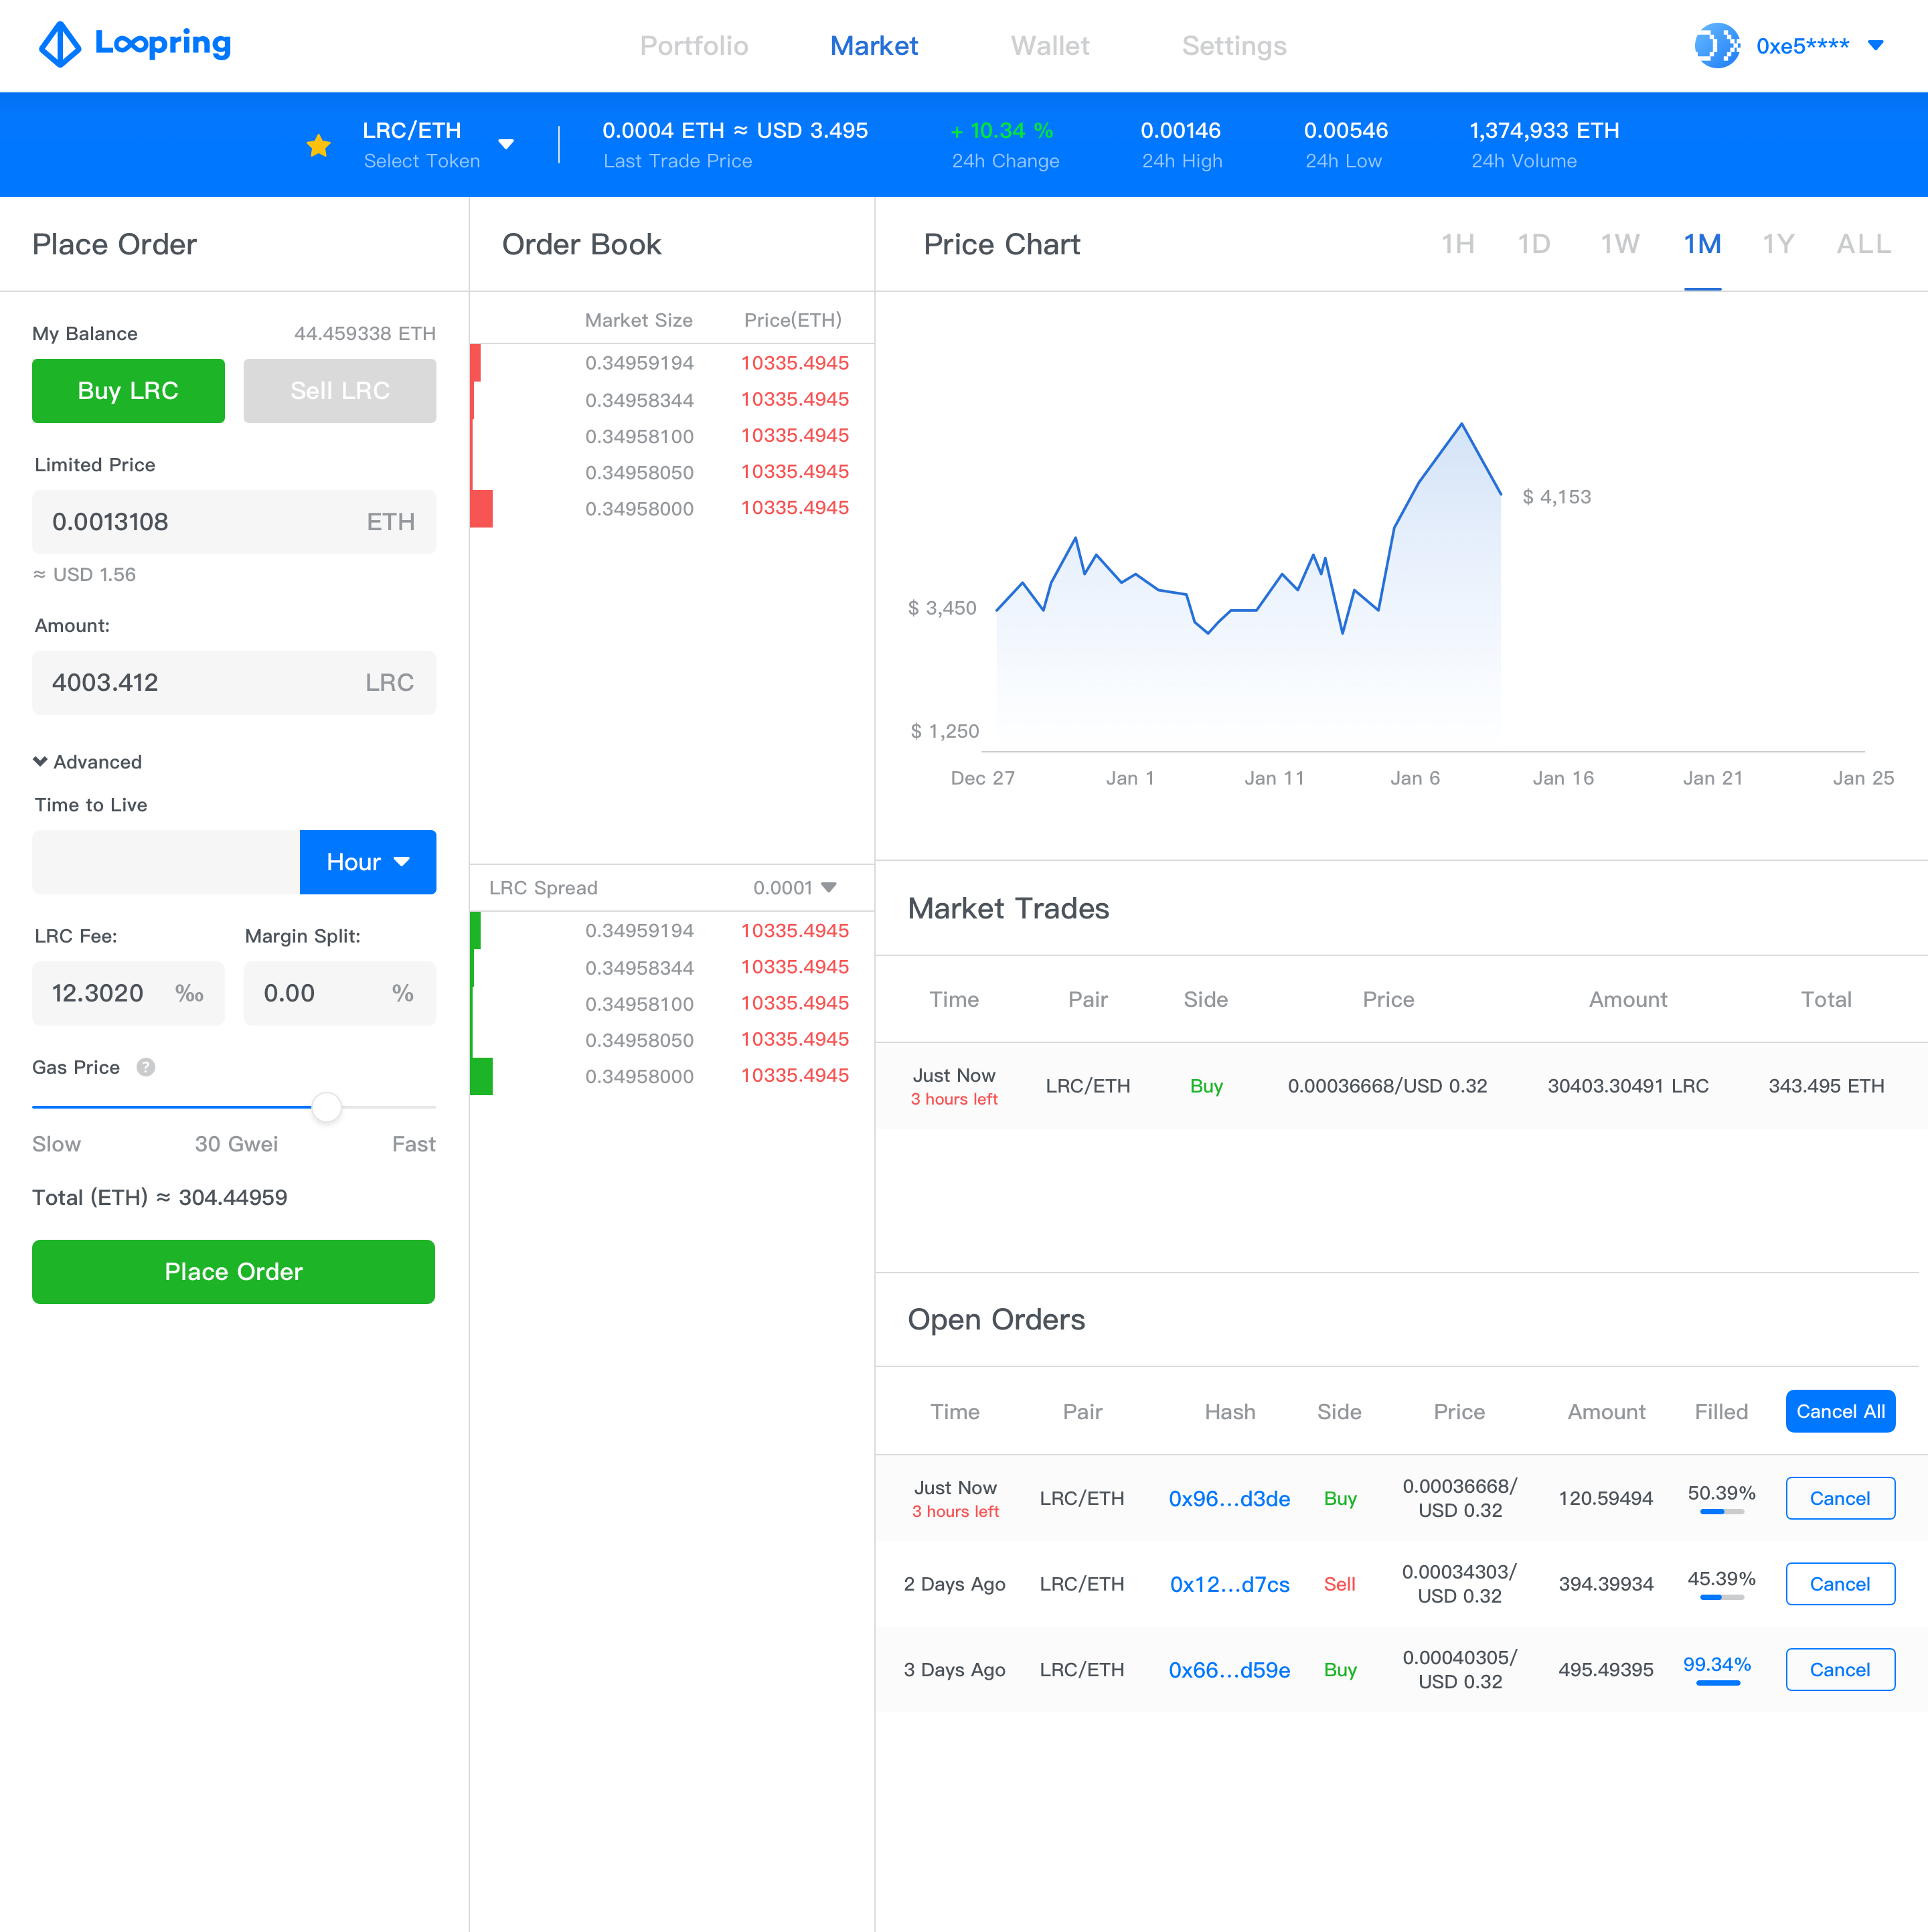 Loopring
Portfolio
Market
Wallet
Settings
0xe5****
LRC/ETH
Select Token
0.0004 ETH ≈ USD 3.495
Last Trade Price
+ 10.34 %
24h Change
0.00146
24h High
0.00546
24h Low
1,374,933 ETH
24h Volume
Place Order
My Balance 44.459338 ETH
Buy LRC Sell LRC
Limited Price
0.0013108 ETH
≈ USD 1.56
Amount:
4003.412 LRC
Advanced
Time to Live
Hour
LRC Fee: Margin Split:
12.3020 ‰ 0.00 %
Gas Price ?
Slow 30 Gwei Fast
Total (ETH) ≈ 304.44959
Place Order
Order Book
Market Size Price(ETH)
0.34959194 10335.4945
0.34958344 10335.4945
0.34958100 10335.4945
0.34958050 10335.4945
0.34958000 10335.4945
LRC Spread 0.0001
0.34959194 10335.4945
0.34958344 10335.4945
0.34958100 10335.4945
0.34958050 10335.4945
0.34958000 10335.4945
Price Chart
1H 1D 1W 1M 1Y ALL
$ 4,153
$ 3,450
$ 1,250
Dec 27 Jan 1 Jan 11 Jan 6 Jan 16 Jan 21 Jan 25
Market Trades
Time Pair Side Price Amount Total
Just Now
3 hours left
LRC/ETH Buy 0.00036668/USD 0.32 30403.30491 LRC 343.495 ETH
Open Orders
Time Pair Hash Side Price Amount Filled Cancel All
Just Now
3 hours left
LRC/ETH 0x96...d3de Buy
0.00036668/
USD 0.32
120.59494 50.39% Cancel
2 Days Ago LRC/ETH 0x12...d7cs Sell
0.00034303/
USD 0.32
394.39934 45.39% Cancel
3 Days Ago LRC/ETH 0x66...d59e Buy
0.00040305/
USD 0.32
495.49395 99.34% Cancel